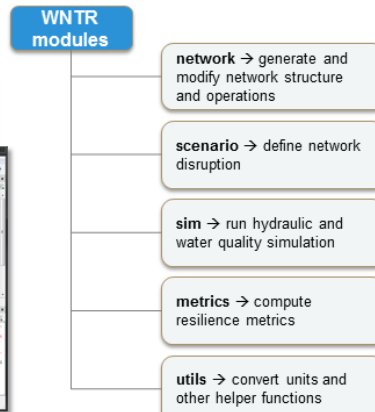 WNTR
modules
network → generate and
modify network structure
and operations
scenario → define network
disruption
sim → run hydraulic and
water quality simulation
metrics → compute
resilience metrics
utils → convert units and
other helper functions